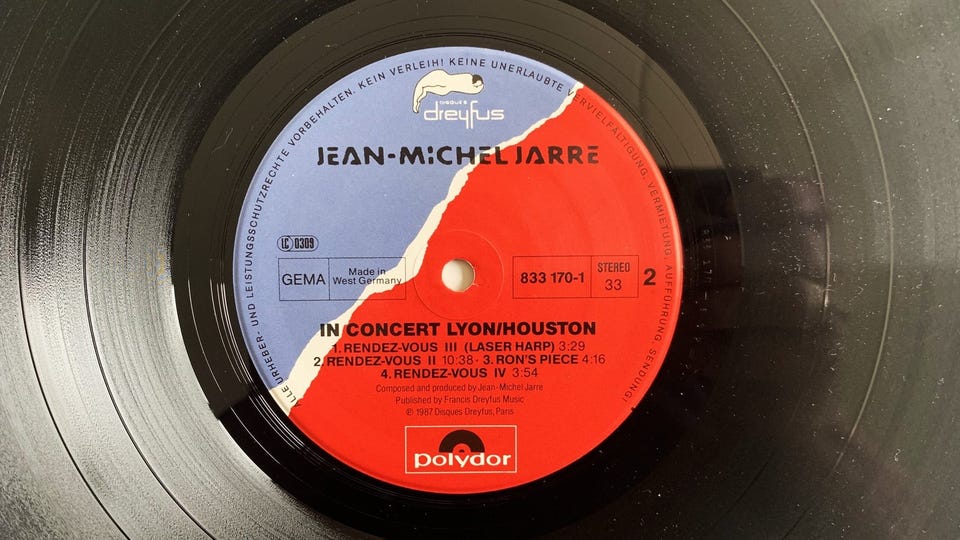 ALLE URHEBER- UND LEISTUNGSSCHUTZRECHTE VORBEHALTEN. KEIN VERLEIH! KEINE UNERLAUBTE VERVIELFÄLTIGUNG, VERMIETUNG, AUFFÜHRUNG, SENDUNG!
DISQUES
dreyfus
JEAN-MICHEL JARRE
LC 0309
GEMA
Made in
West Germany
833 170-1
STEREO
33
2
IN CONCERT LYON/HOUSTON
1. RENDEZ-VOUS III (LASER HARP) 3:29
2. RENDEZ-VOUS II 10:38 · 3. RON'S PIECE 4:16
4. RENDEZ-VOUS IV 3:54
Composed and produced by Jean-Michel Jarre
Published by Francis Dreyfus Music
℗ 1987 Disques Dreyfus, Paris
polydor